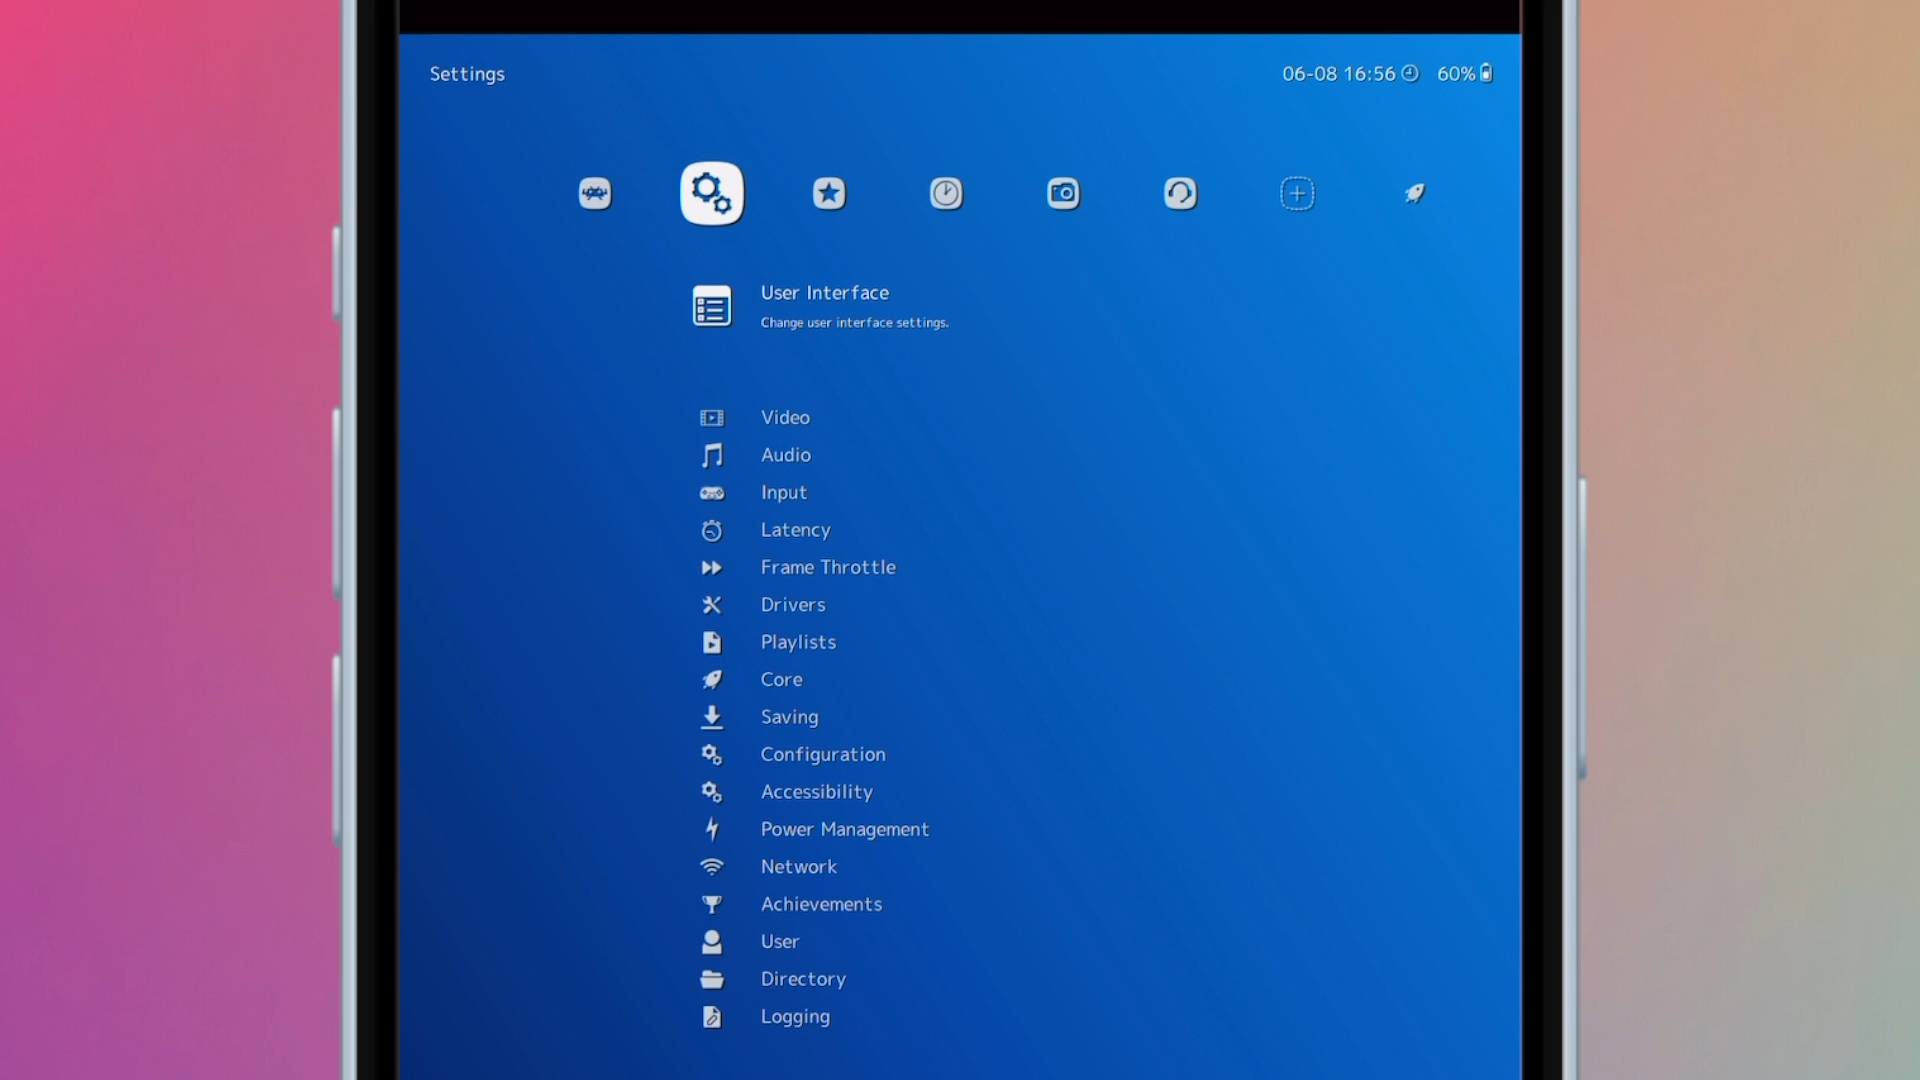 Settings
06-08 16:56 60%
User Interface
Change user interface settings.
Video
Audio
Input
Latency
Frame Throttle
Drivers
Playlists
Core
Saving
Configuration
Accessibility
Power Management
Network
Achievements
User
Directory
Logging